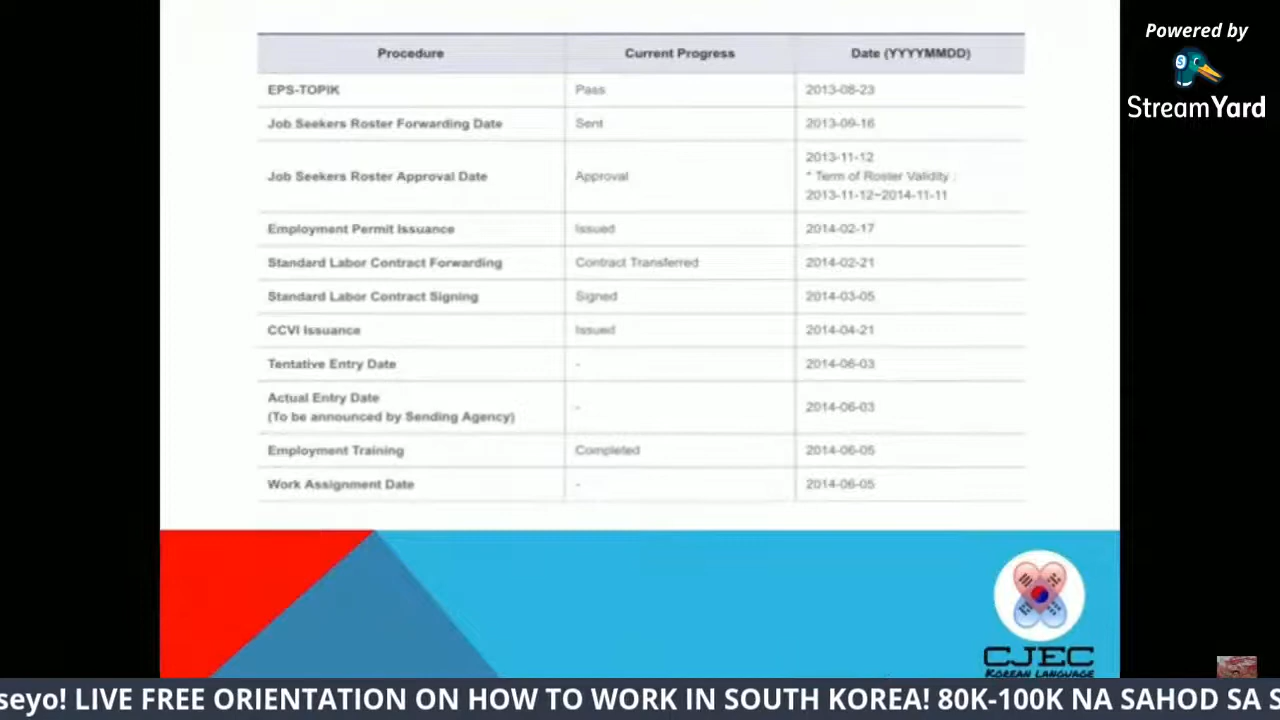 Powered by
StreamYard
Procedure Current Progress Date (YYYYMMDD)
EPS-TOPIK Pass 2013-08-23
Job Seekers Roster Forwarding Date Sent 2013-09-16
Job Seekers Roster Approval Date Approval 2013-11-12
* Term of Roster Validity :
2013-11-12~2014-11-11
Employment Permit Issuance Issued 2014-02-17
Standard Labor Contract Forwarding Contract Transferred 2014-02-21
Standard Labor Contract Signing Signed 2014-03-05
CCVI Issuance Issued 2014-04-21
Tentative Entry Date - 2014-06-03
Actual Entry Date
(To be announced by Sending Agency) - 2014-06-03
Employment Training Completed 2014-06-05
Work Assignment Date - 2014-06-05
CJEC
KOREAN LANGUAGE
seyo! LIVE FREE ORIENTATION ON HOW TO WORK IN SOUTH KOREA! 80K-100K NA SAHOD SA S